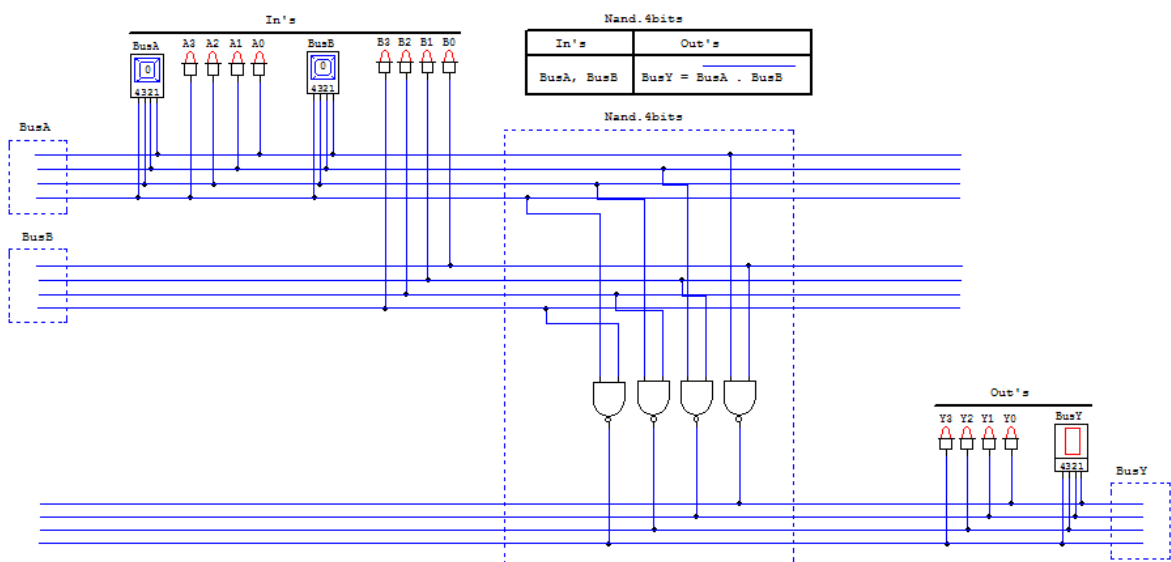 In's
BusA A3 A2 A1 A0 BusB B3 B2 B1 B0
0 0
4321 4321
Nand.4bits
In's Out's
BusA, BusB BusY = BusA . BusB
BusA
Nand.4bits
BusB
Out's
Y3 Y2 Y1 Y0 BusY
4321
BusY